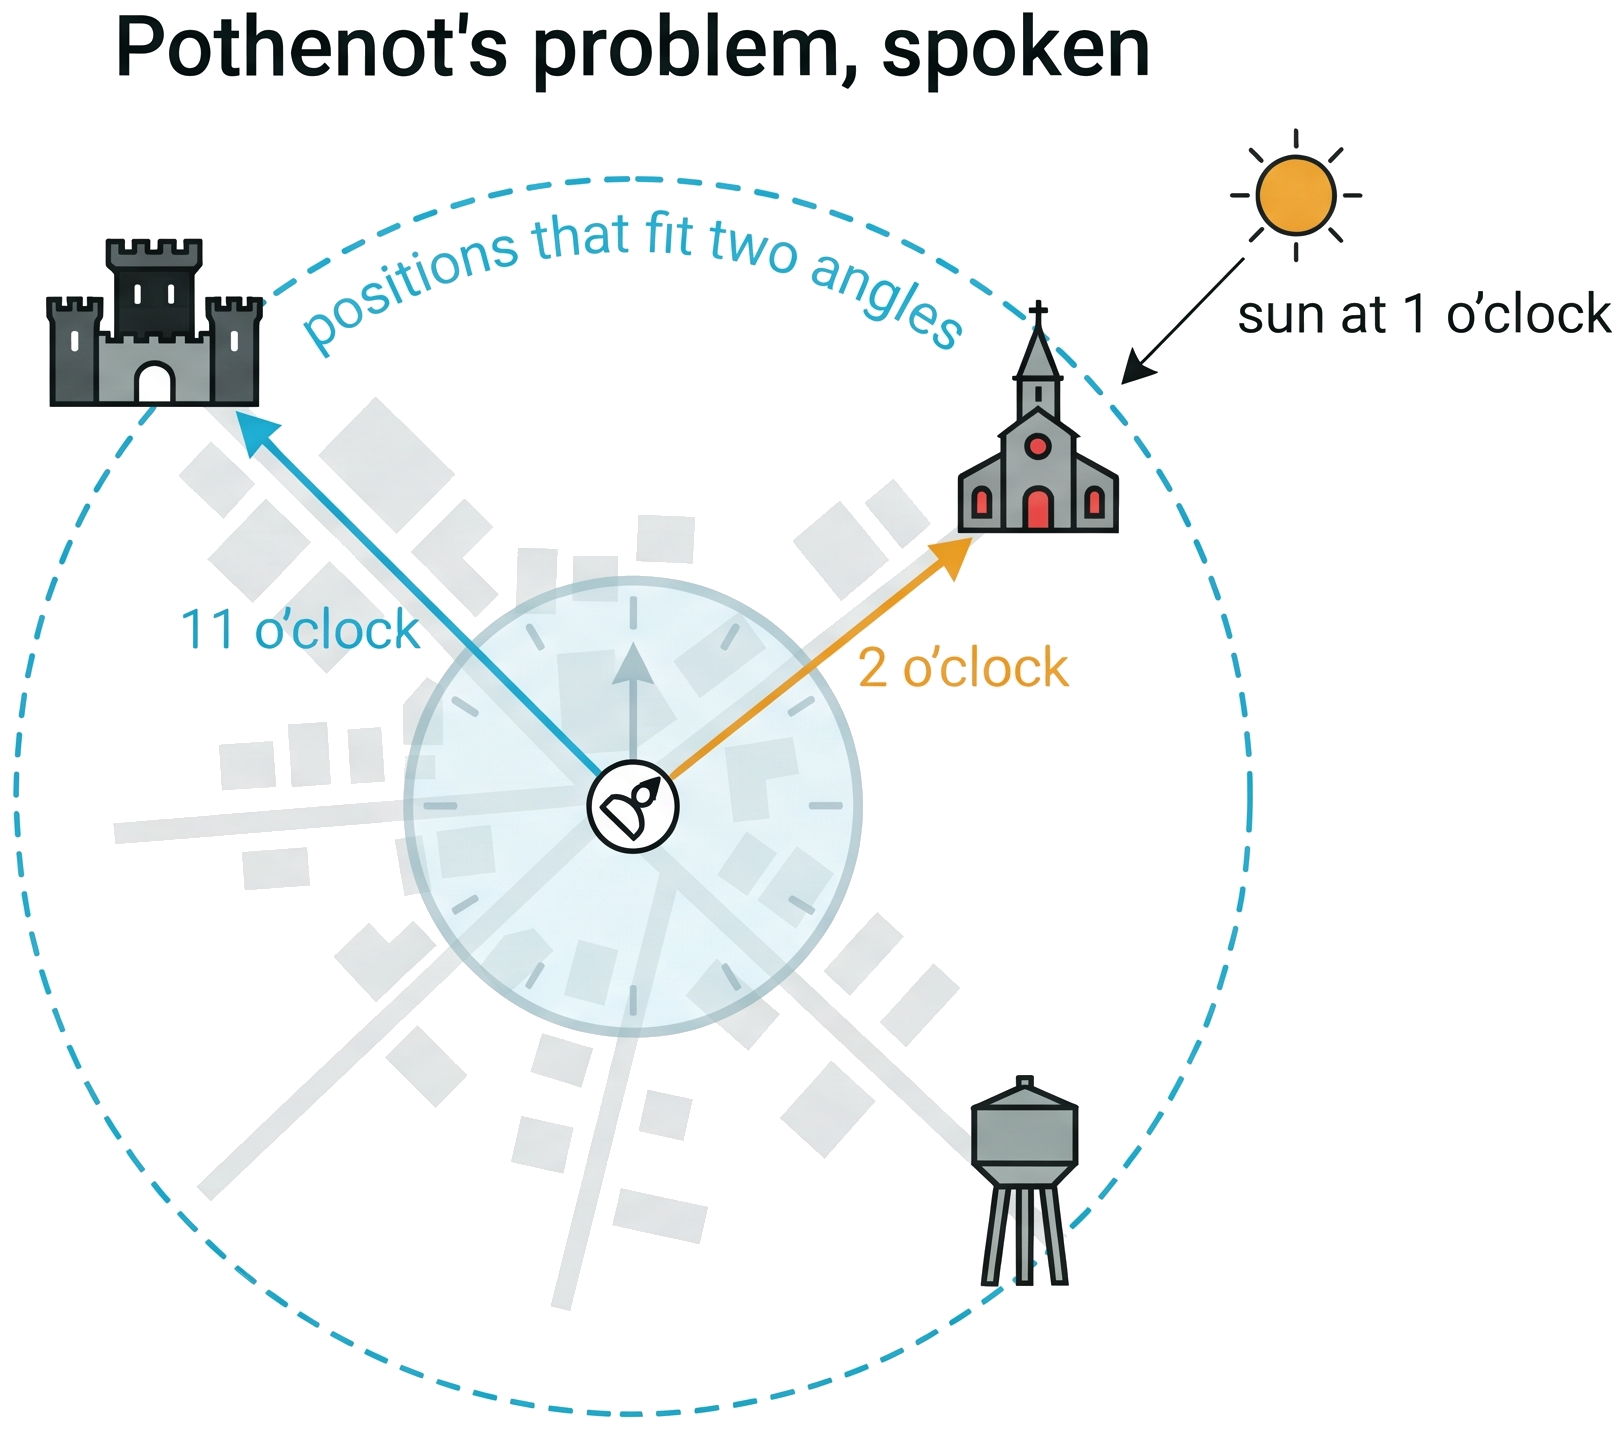 Pothenot's problem, spoken
positions that fit two angles
sun at 1 o’clock
11 o’clock
2 o’clock